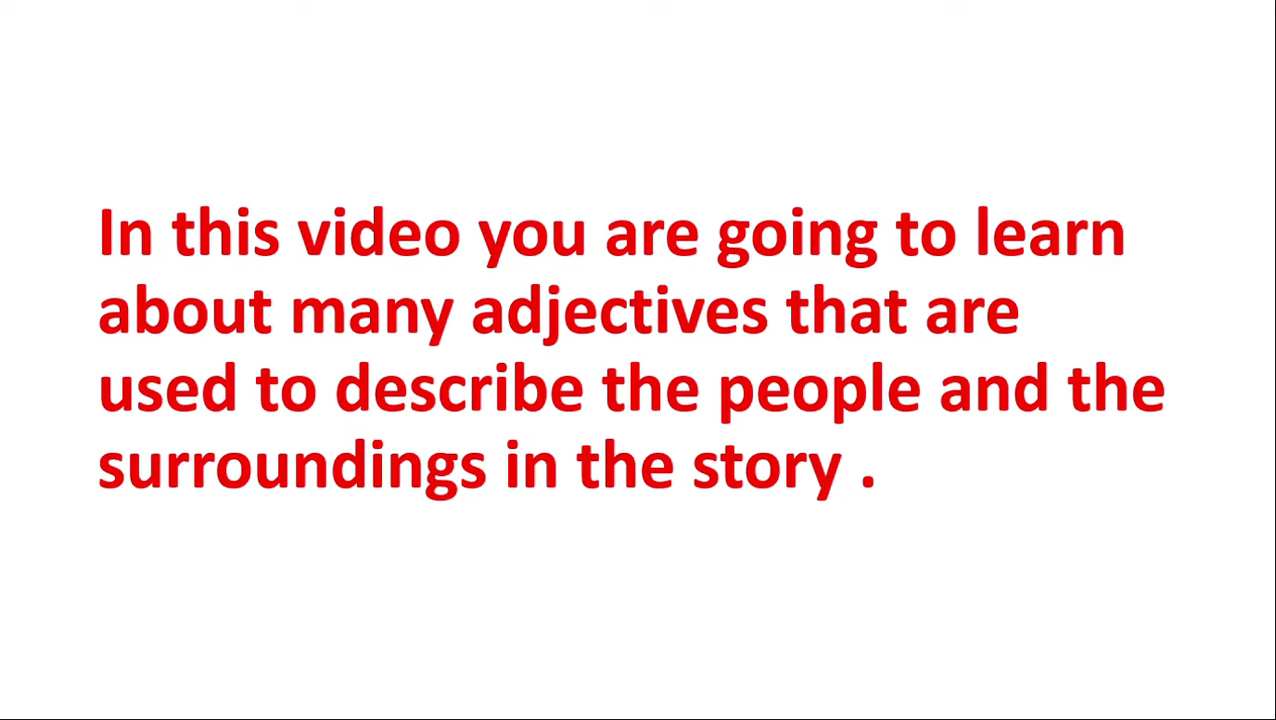 In this video you are going to learn
about many adjectives that are
used to describe the people and the
surroundings in the story .